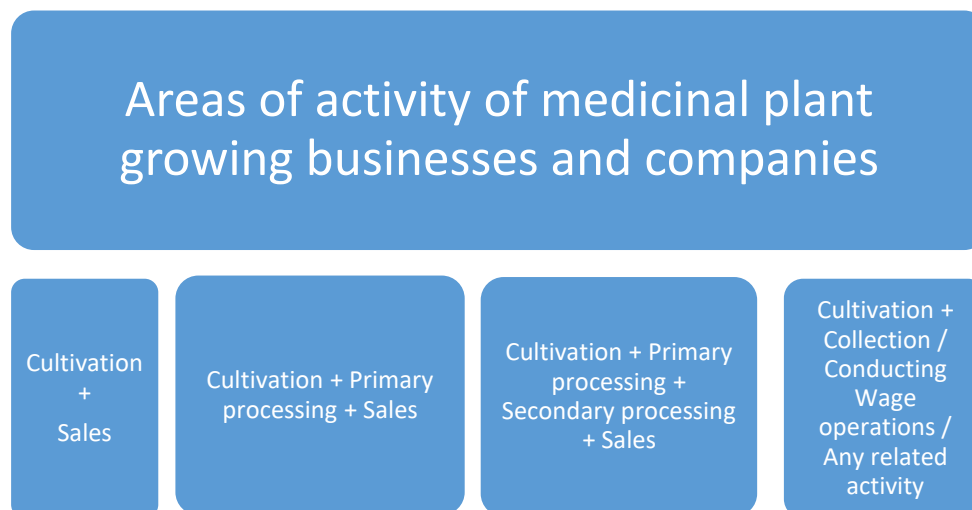 Areas of activity of medicinal plant
growing businesses and companies
Cultivation
+
Sales
Cultivation + Primary
processing + Sales
Cultivation + Primary
processing +
Secondary processing
+ Sales
Cultivation +
Collection /
Conducting
Wage
operations /
Any related
activity